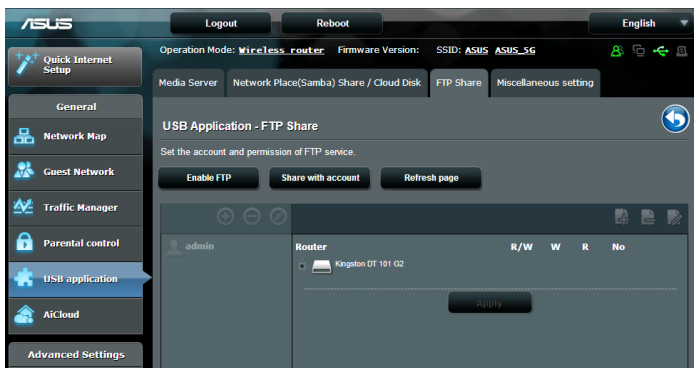 ASUS
Logout Reboot English
Quick Internet Setup
Operation Mode: Wireless router Firmware Version: SSID: ASUS ASUS_5G
Media Server Network Place(Samba) Share / Cloud Disk FTP Share Miscellaneous setting
General
Network Map
Guest Network
Traffic Manager
Parental control
USB application
AiCloud
Advanced Settings
USB Application - FTP Share
Set the account and permission of FTP service.
Enable FTP Share with account Refresh page
admin
Router R/W W R No
Kingston DT 101 G2
Apply